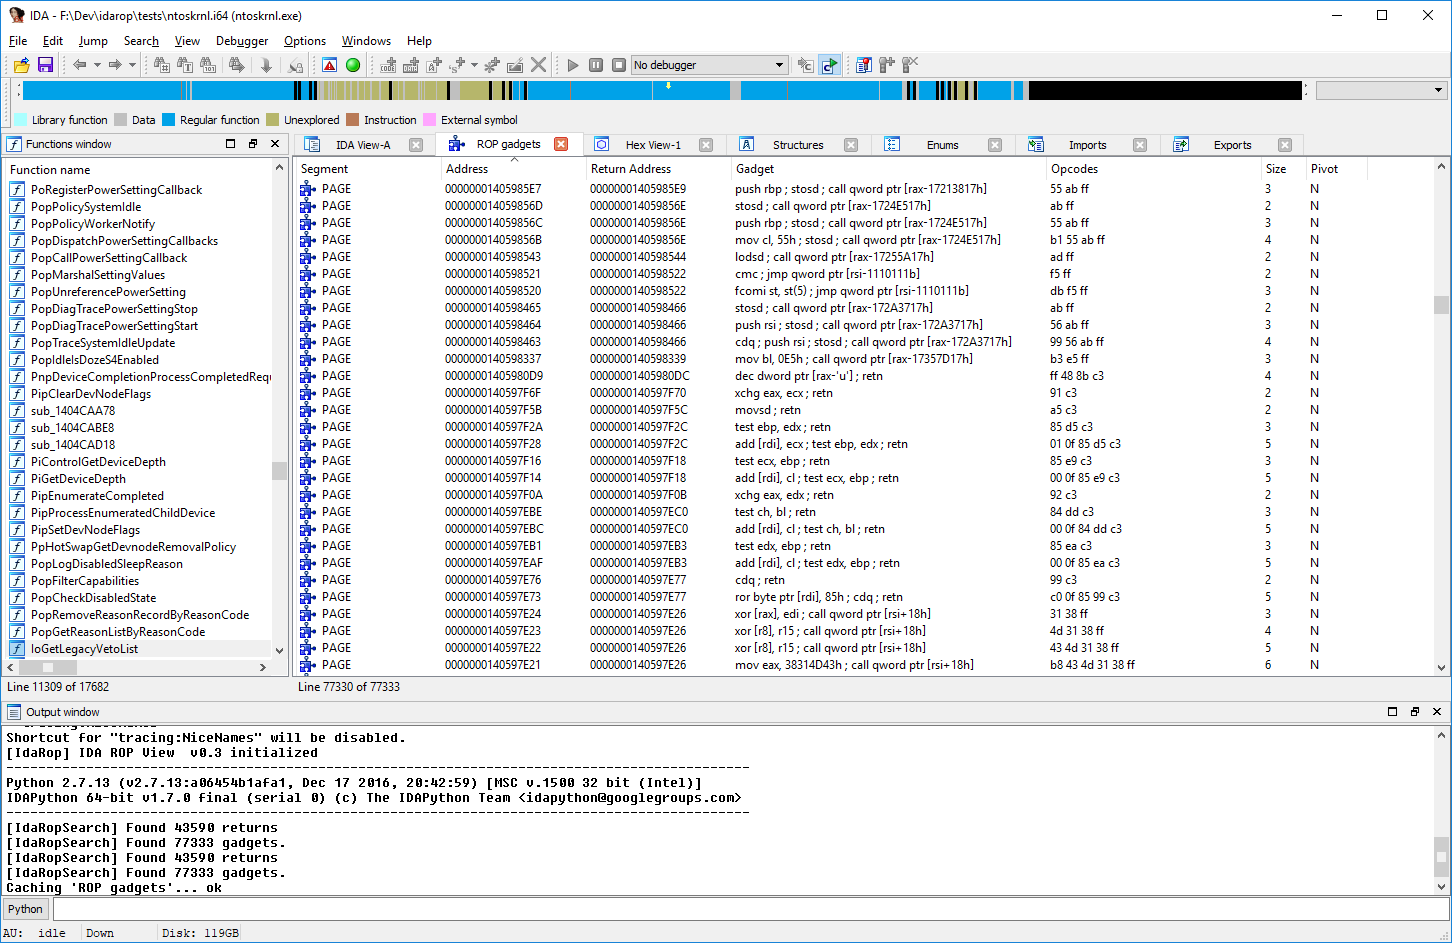 IDA - F:\Dev\idarop\tests\ntoskrnl.i64 (ntoskrnl.exe)
File Edit Jump Search View Debugger Options Windows Help
No debugger
Library function Data Regular function Unexplored Instruction External symbol
Functions window
IDA View-A ROP gadgets Hex View-1 Structures Enums Imports Exports
Function name
PoRegisterPowerSettingCallback
PopPolicySystemIdle
PopPolicyWorkerNotify
PopDispatchPowerSettingCallbacks
PopCallPowerSettingCallback
PopMarshalSettingValues
PopUnreferencePowerSetting
PopDiagTracePowerSettingStop
PopDiagTracePowerSettingStart
PopTraceSystemIdleUpdate
PopIdleIsDozeS4Enabled
PnpDeviceCompletionProcessCompletedRequ
PipClearDevNodeFlags
sub_1404CAA78
sub_1404CABE8
sub_1404CAD18
PiControlGetDeviceDepth
PiGetDeviceDepth
PipEnumerateCompleted
PipProcessEnumeratedChildDevice
PipSetDevNodeFlags
PpHotSwapGetDevnodeRemovalPolicy
PopLogDisabledSleepReason
PopFilterCapabilities
PopCheckDisabledState
PopRemoveReasonRecordByReasonCode
PopGetReasonListByReasonCode
IoGetLegacyVetoList
Line 11309 of 17682
Segment Address Return Address Gadget Opcodes Size Pivot
PAGE 00000001405985E7 00000001405985E9 push rbp ; stosd ; call qword ptr [rax-17213817h] 55 ab ff 3 N
PAGE 000000014059856D 000000014059856E stosd ; call qword ptr [rax-1724E517h] ab ff 2 N
PAGE 000000014059856C 000000014059856E push rbp ; stosd ; call qword ptr [rax-1724E517h] 55 ab ff 3 N
PAGE 000000014059856B 000000014059856E mov cl, 55h ; stosd ; call qword ptr [rax-1724E517h] b1 55 ab ff 4 N
PAGE 0000000140598543 0000000140598544 lodsd ; call qword ptr [rax-17255A17h] ad ff 2 N
PAGE 0000000140598521 0000000140598522 cmc ; jmp qword ptr [rsi-1110111b] f5 ff 2 N
PAGE 0000000140598520 0000000140598522 fcomi st, st(5) ; jmp qword ptr [rsi-1110111b] db f5 ff 3 N
PAGE 0000000140598465 0000000140598466 stosd ; call qword ptr [rax-172A3717h] ab ff 2 N
PAGE 0000000140598464 0000000140598466 push rsi ; stosd ; call qword ptr [rax-172A3717h] 56 ab ff 3 N
PAGE 0000000140598463 0000000140598466 cdq ; push rsi ; stosd ; call qword ptr [rax-172A3717h] 99 56 ab ff 4 N
PAGE 0000000140598337 0000000140598339 mov bl, 0E5h ; call qword ptr [rax-17357D17h] b3 e5 ff 3 N
PAGE 00000001405980D9 00000001405980DC dec dword ptr [rax-'u'] ; retn ff 48 8b c3 4 N
PAGE 0000000140597F6F 0000000140597F70 xchg eax, ecx ; retn 91 c3 2 N
PAGE 0000000140597F5B 0000000140597F5C movsd ; retn a5 c3 2 N
PAGE 0000000140597F2A 0000000140597F2C test ebp, edx ; retn 85 d5 c3 3 N
PAGE 0000000140597F28 0000000140597F2C add [rdi], ecx ; test ebp, edx ; retn 01 0f 85 d5 c3 5 N
PAGE 0000000140597F16 0000000140597F18 test ecx, ebp ; retn 85 e9 c3 3 N
PAGE 0000000140597F14 0000000140597F18 add [rdi], cl ; test ecx, ebp ; retn 00 0f 85 e9 c3 5 N
PAGE 0000000140597F0A 0000000140597F0B xchg eax, edx ; retn 92 c3 2 N
PAGE 0000000140597EBE 0000000140597EC0 test ch, bl ; retn 84 dd c3 3 N
PAGE 0000000140597EBC 0000000140597EC0 add [rdi], cl ; test ch, bl ; retn 00 0f 84 dd c3 5 N
PAGE 0000000140597EB1 0000000140597EB3 test edx, ebp ; retn 85 ea c3 3 N
PAGE 0000000140597EAF 0000000140597EB3 add [rdi], cl ; test edx, ebp ; retn 00 0f 85 ea c3 5 N
PAGE 0000000140597E76 0000000140597E77 cdq ; retn 99 c3 2 N
PAGE 0000000140597E73 0000000140597E77 ror byte ptr [rdi], 85h ; cdq ; retn c0 0f 85 99 c3 5 N
PAGE 0000000140597E24 0000000140597E26 xor [rax], edi ; call qword ptr [rsi+18h] 31 38 ff 3 N
PAGE 0000000140597E23 0000000140597E26 xor [r8], r15 ; call qword ptr [rsi+18h] 4d 31 38 ff 4 N
PAGE 0000000140597E22 0000000140597E26 xor [r8], r15 ; call qword ptr [rsi+18h] 43 4d 31 38 ff 5 N
PAGE 0000000140597E21 0000000140597E26 mov eax, 38314D43h ; call qword ptr [rsi+18h] b8 43 4d 31 38 ff 6 N
Line 77330 of 77333
Output window
Shortcut for "tracing:NiceNames" will be disabled.
[IdaRop] IDA ROP View v0.3 initialized
Python 2.7.13 (v2.7.13:a06454b1afa1, Dec 17 2016, 20:42:59) [MSC v.1500 32 bit (Intel)]
IDAPython 64-bit v1.7.0 final (serial 0) (c) The IDAPython Team <idapython@googlegroups.com>
[IdaRopSearch] Found 43590 returns
[IdaRopSearch] Found 77333 gadgets.
[IdaRopSearch] Found 43590 returns
[IdaRopSearch] Found 77333 gadgets.
Caching 'ROP gadgets'... ok
Python
AU: idle Down Disk: 119GB